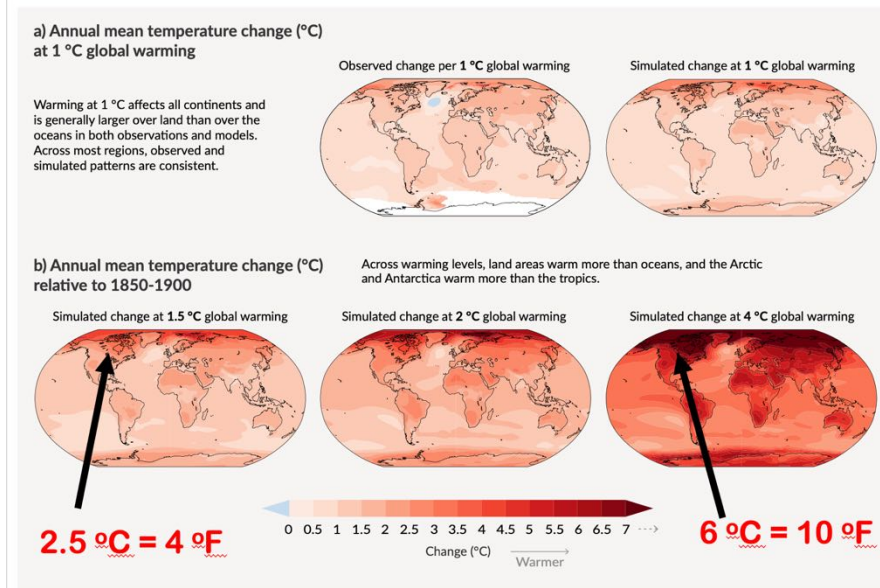 a) Annual mean temperature change (°C)
at 1 °C global warming
Warming at 1 °C affects all continents and
is generally larger over land than over the
oceans in both observations and models.
Across most regions, observed and
simulated patterns are consistent.
Observed change per 1 °C global warming
Simulated change at 1 °C global warming
b) Annual mean temperature change (°C)
relative to 1850-1900
Across warming levels, land areas warm more than oceans, and the Arctic
and Antarctica warm more than the tropics.
Simulated change at 1.5 °C global warming
Simulated change at 2 °C global warming
Simulated change at 4 °C global warming
2.5 ºC = 4 ºF
0 0.5 1 1.5 2 2.5 3 3.5 4 4.5 5 5.5 6 6.5 7
Change (°C)
Warmer
6 ºC = 10 ºF